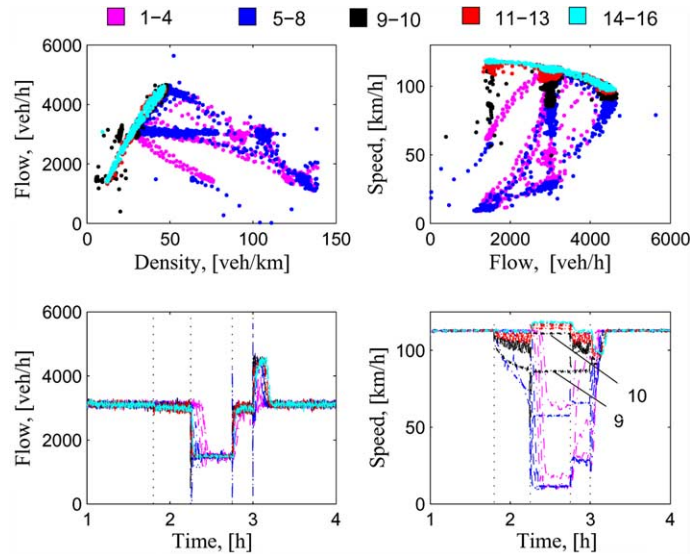 1−4 5−8 9−10 11−13 14−16
6000
4000
2000
0
Flow, [veh/h]
0 50 100 150
Density, [veh/km]
100
50
0
Speed, [km/h]
0 2000 4000 6000
Flow, [veh/h]
6000
4000
2000
0
Flow, [veh/h]
1 2 3 4
Time, [h]
100
50
0
Speed, [km/h]
10
9
1 2 3 4
Time, [h]